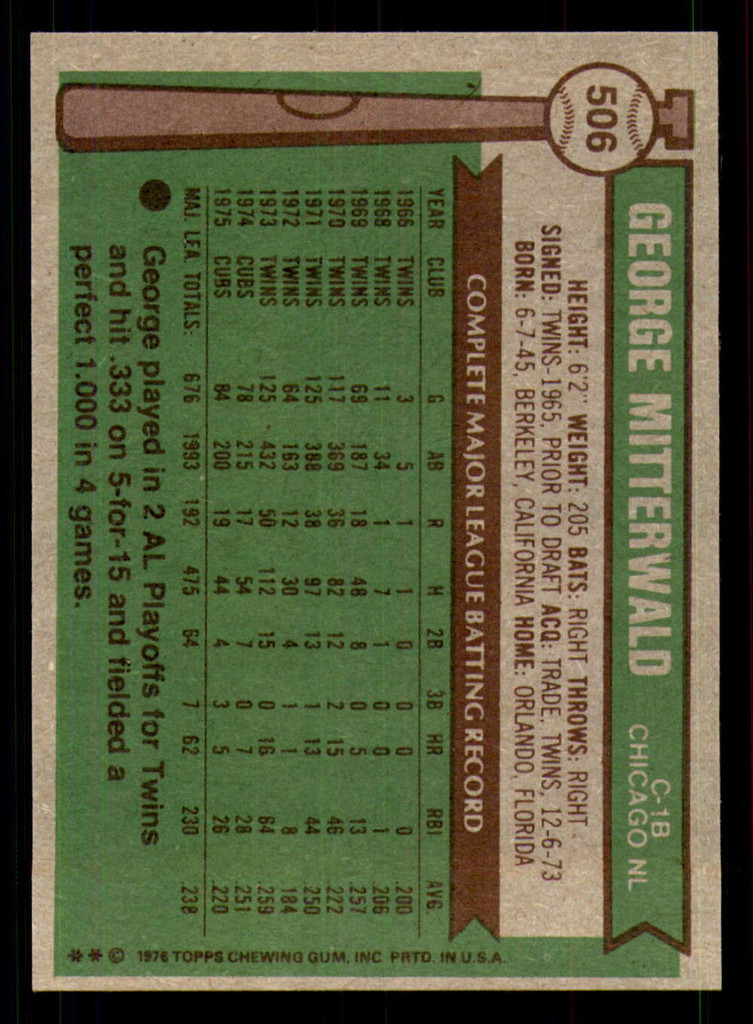 506
GEORGE MITTERWALD
C-1B
CHICAGO NL
HEIGHT: 6'2" WEIGHT: 205 BATS: RIGHT THROWS: RIGHT
SIGNED: TWINS-1965, PRIOR TO DRAFT ACQ: TRADE, TWINS, 12-6-73
BORN: 6-7-45, BERKELEY, CALIFORNIA HOME: ORLANDO, FLORIDA
COMPLETE MAJOR LEAGUE BATTING RECORD
YEAR CLUB G AB R H 2B 3B HR RBI AVG.
1966 TWINS 3 5 1 1 0 0 0 0 .200
1968 TWINS 11 34 1 7 1 0 0 1 .206
1969 TWINS 69 187 18 48 8 0 5 13 .257
1970 TWINS 117 369 36 82 12 2 15 46 .222
1971 TWINS 125 388 38 97 13 1 13 44 .250
1972 TWINS 64 163 12 30 4 1 1 8 .184
1973 TWINS 125 432 50 112 15 0 16 64 .259
1974 CUBS 78 215 17 54 7 0 7 28 .251
1975 CUBS 84 200 19 44 4 3 5 26 .220
MAJ. LEA. TOTALS: 676 1993 192 475 64 7 62 230 .238
George played in 2 AL Playoffs for Twins
and hit .333 on 5-for-15 and fielded a
perfect 1.000 in 4 games.
** © 1976 TOPPS CHEWING GUM, INC. PRTD. IN U.S.A.